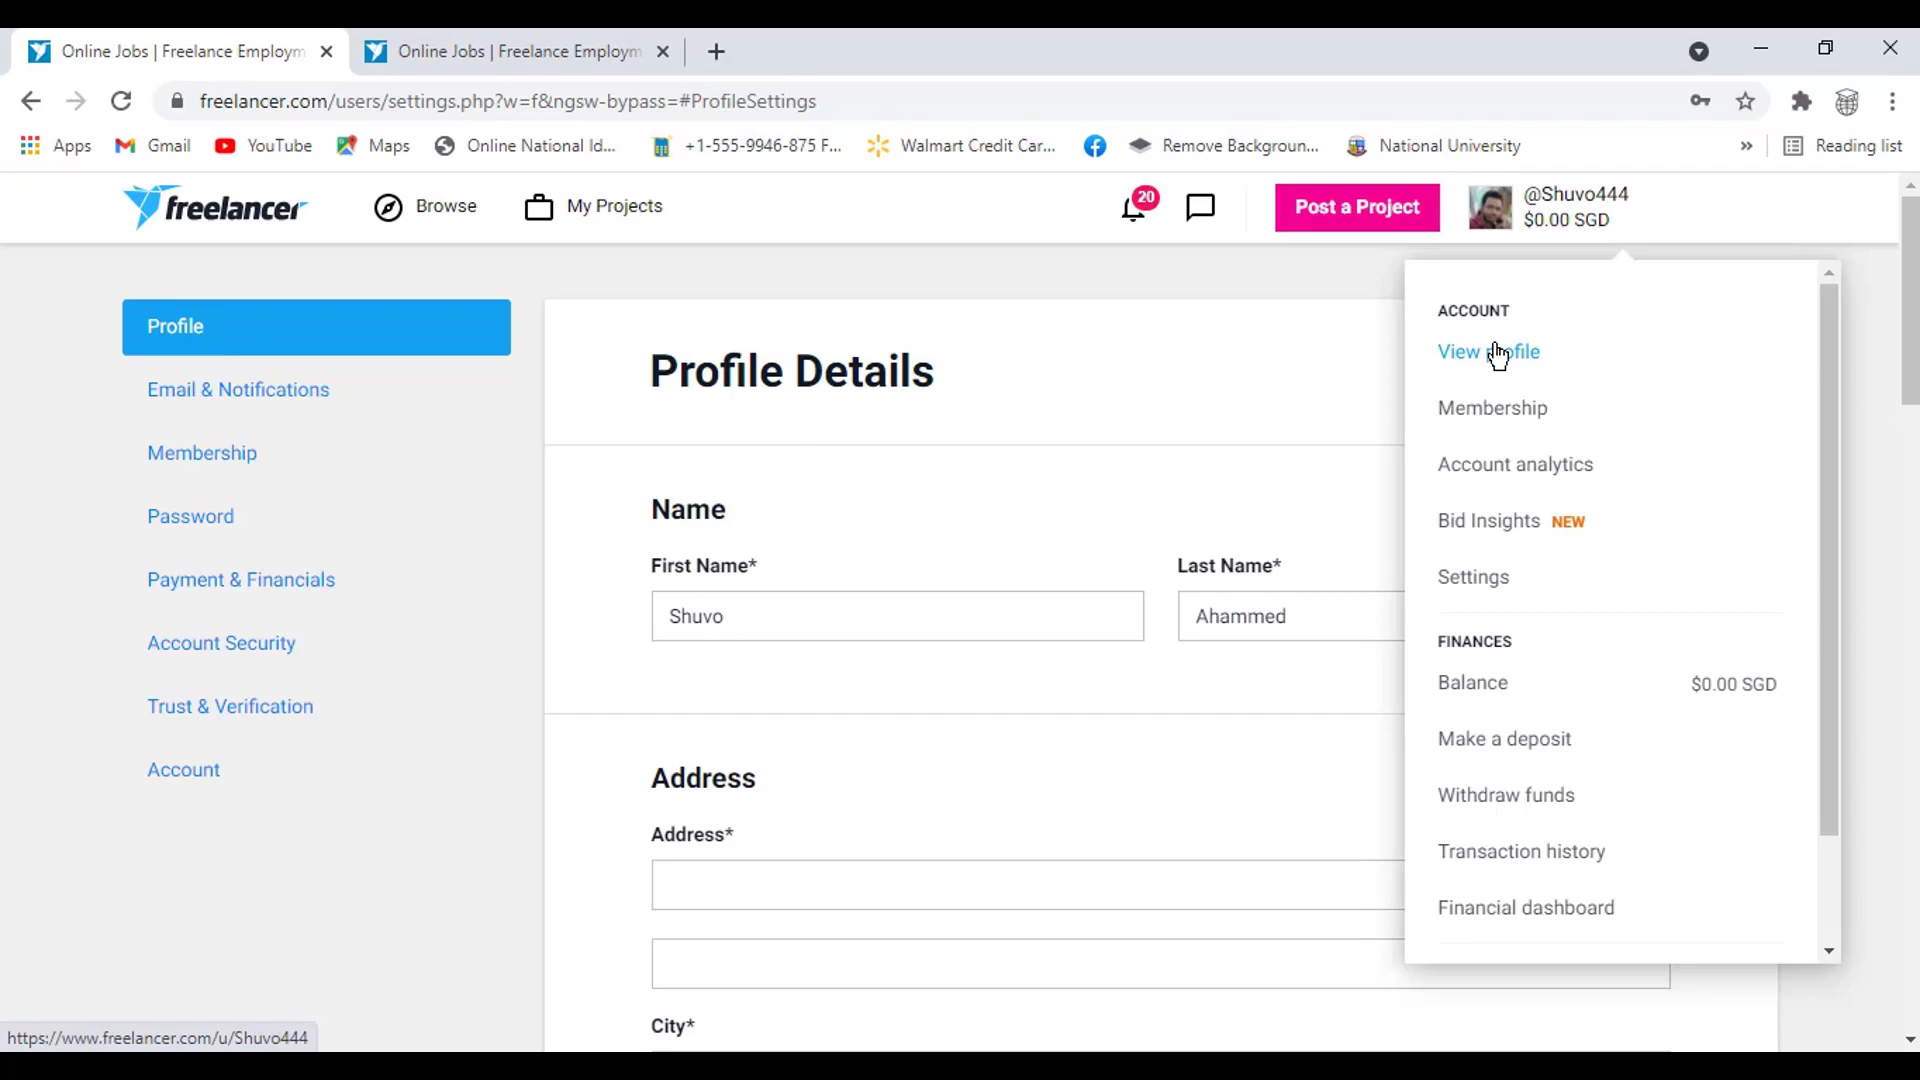 Online Jobs | Freelance Employm
Online Jobs | Freelance Employm
freelancer.com/users/settings.php?w=f&ngsw-bypass=#ProfileSettings
Apps
Gmail
YouTube
Maps
Online National Id...
+1-555-9946-875 F...
Walmart Credit Car...
Remove Backgroun...
National University
»
Reading list
freelancer
Browse
My Projects
20
Post a Project
@Shuvo444
$0.00 SGD
Profile
Email & Notifications
Membership
Password
Payment & Financials
Account Security
Trust & Verification
Account
Profile Details
Name
First Name*
Last Name*
Shuvo
Ahammed
Address
Address*
City*
ACCOUNT
View profile
Membership
Account analytics
Bid Insights NEW
Settings
FINANCES
Balance $0.00 SGD
Make a deposit
Withdraw funds
Transaction history
Financial dashboard
https://www.freelancer.com/u/Shuvo444